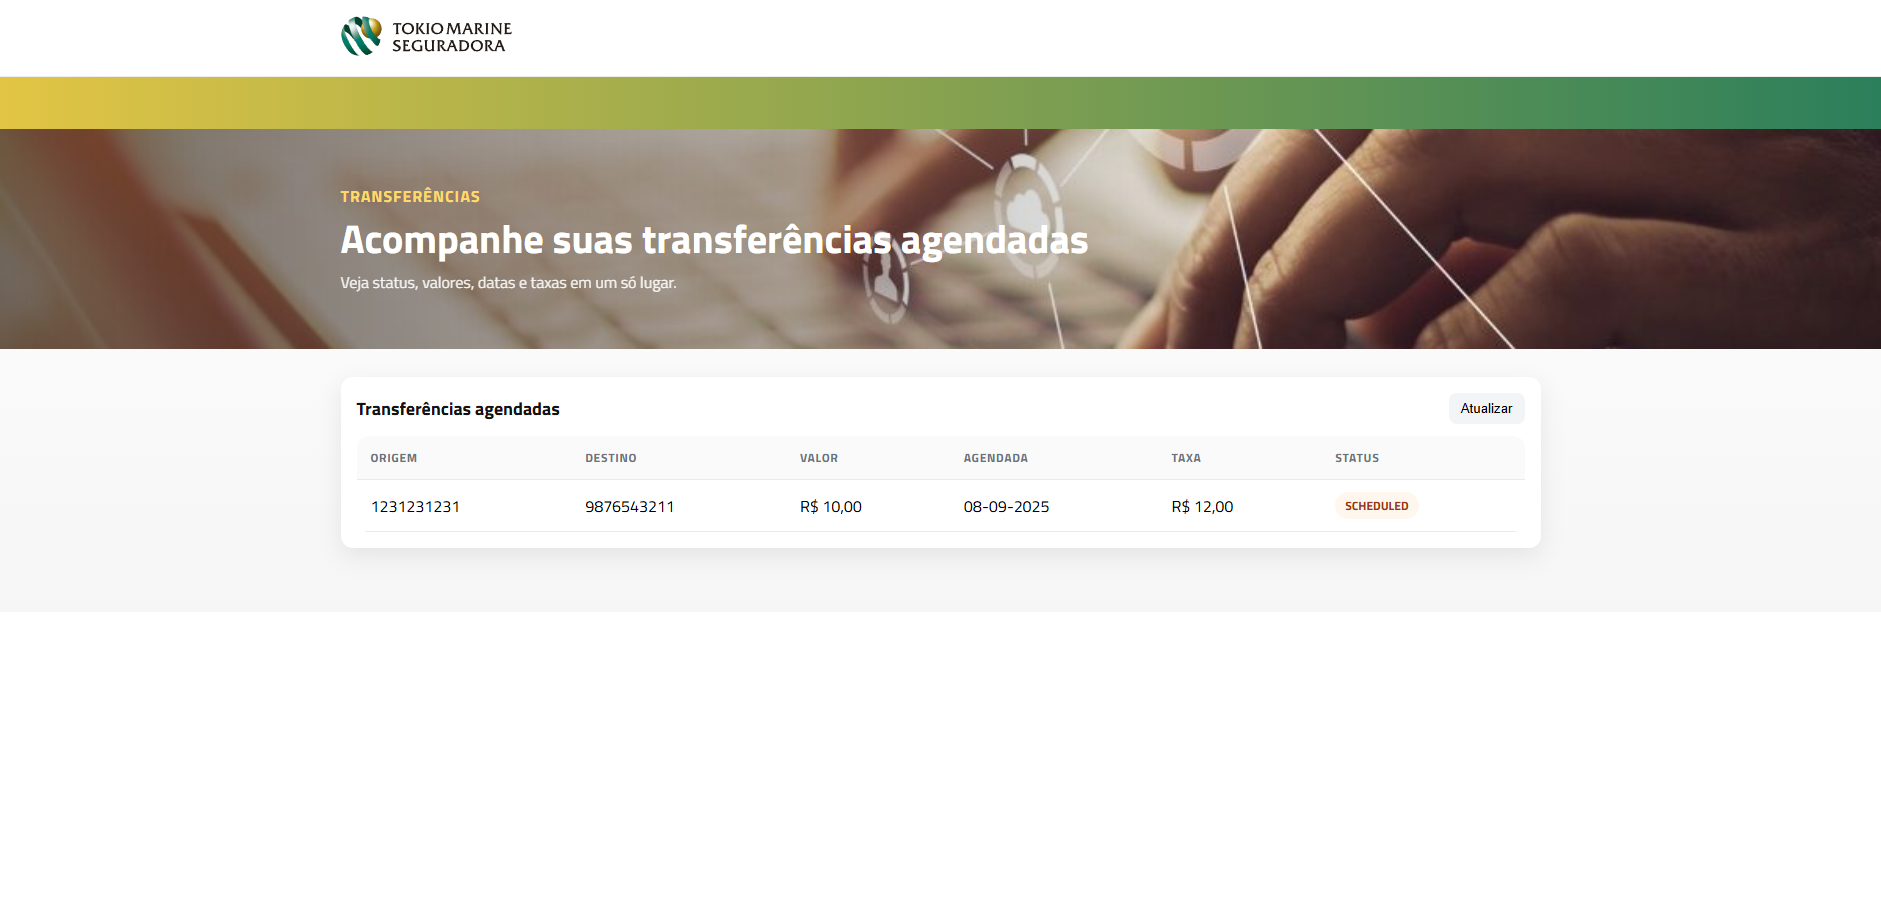 TOKIO MARINE
SEGURADORA
TRANSFERÊNCIAS
Acompanhe suas transferências agendadas
Veja status, valores, datas e taxas em um só lugar.
Transferências agendadas
Atualizar
ORIGEM DESTINO VALOR AGENDADA TAXA STATUS
1231231231 9876543211 R$ 10,00 08-09-2025 R$ 12,00 SCHEDULED